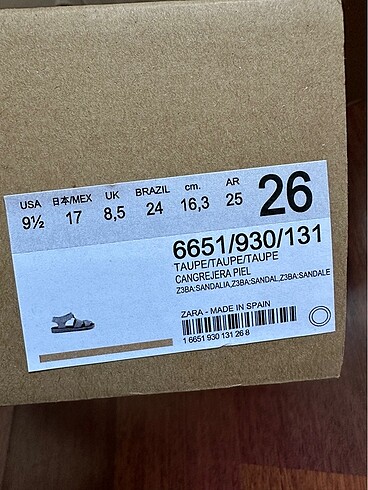 USA 日本/MEX UK BRAZIL cm. AR 26
9½ 17 8,5 24 16,3 25
6651/930/131
TAUPE/TAUPE/TAUPE
CANGREJERA PIEL
Z3BA:SANDALIA,Z3BA:SANDAL,Z3BA:SANDALE
ZARA - MADE IN SPAIN
1 6651 930 131 26 8